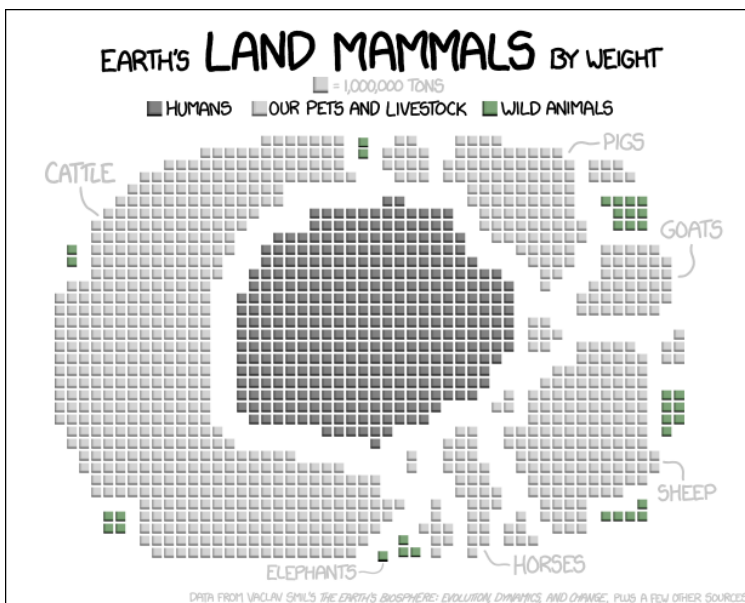 EARTH'S LAND MAMMALS BY WEIGHT
= 1,000,000 TONS
HUMANS OUR PETS AND LIVESTOCK WILD ANIMALS
PIGS
CATTLE
GOATS
SHEEP
HORSES
ELEPHANTS
DATA FROM VACLAV SMIL'S THE EARTH'S BIOSPHERE: EVOLUTION, DYNAMICS, AND CHANGE, PLUS A FEW OTHER SOURCES